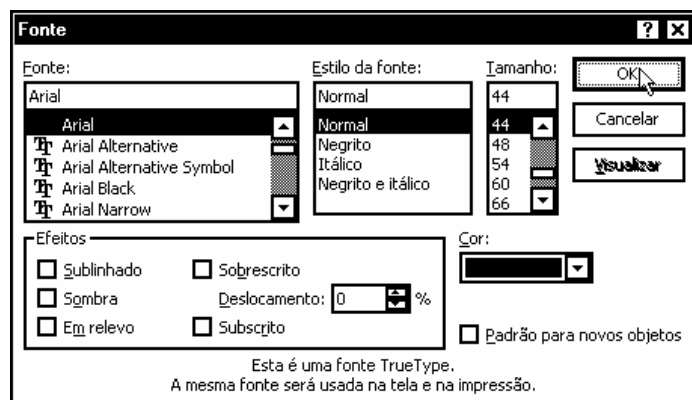 Fonte
Fonte: Estilo da fonte: Tamanho:
Arial Normal 44 OK
Arial Normal 44 Cancelar
Arial Alternative Negrito 48
Arial Alternative Symbol Itálico 54 Visualizar
Arial Black Negrito e itálico 60
Arial Narrow 66
Efeitos Cor:
Sublinhado Sobrescrito
Sombra Deslocamento: 0 %
Em relevo Subscrito Padrão para novos objetos
Esta é uma fonte TrueType.
A mesma fonte será usada na tela e na impressão.